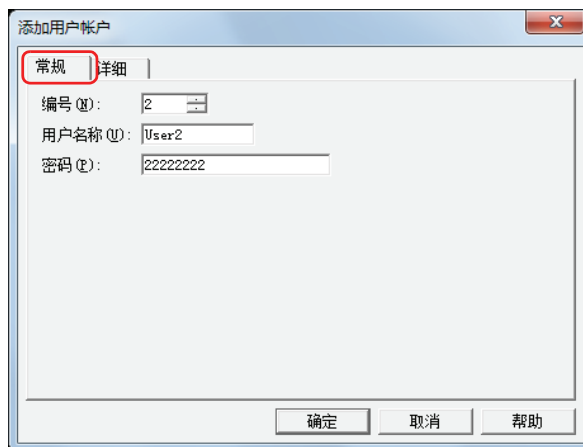 添加用户帐户
常规 详细
编号(N): 2
用户名称(U): User2
密码(P): 22222222
确定 取消 帮助